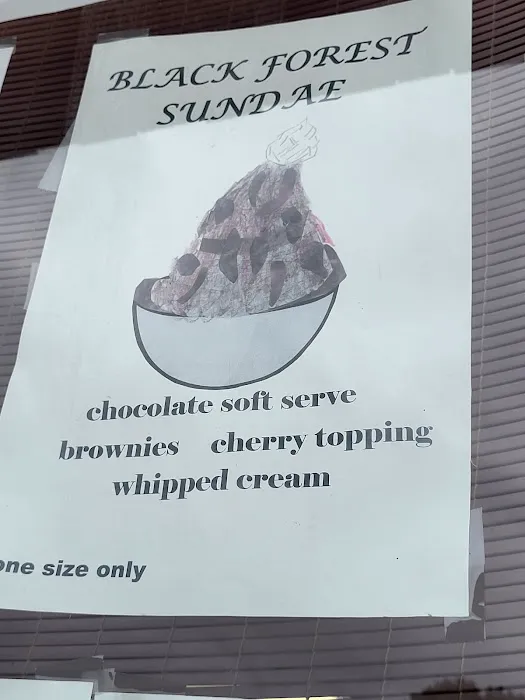 BLACK FOREST
SUNDAE
chocolate soft serve
brownies cherry topping
whipped cream
one size only